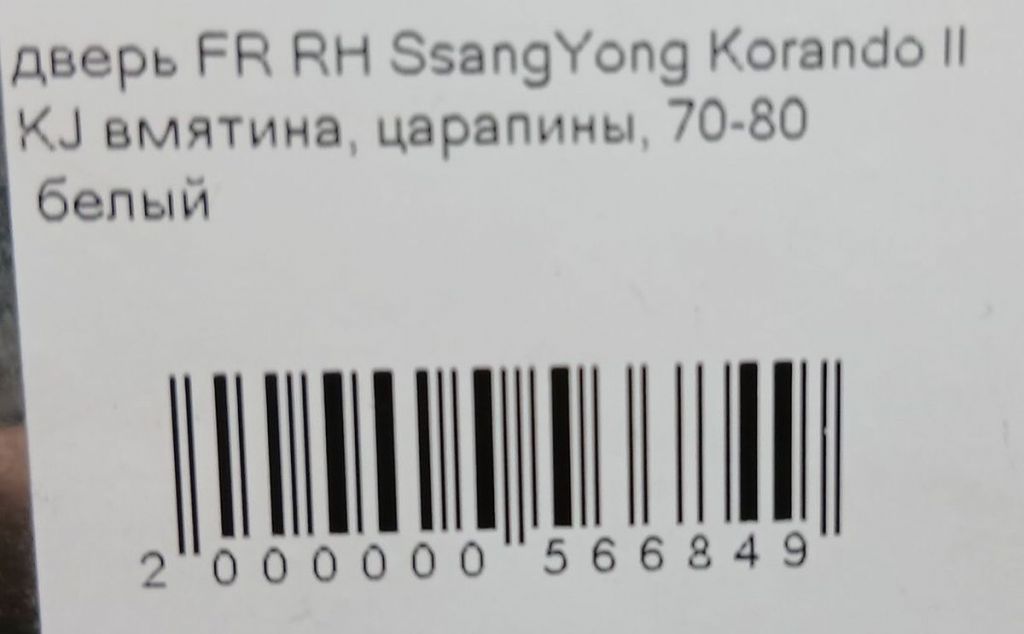 дверь FR RH SsangYong Korando II
KJ вмятина, царапины, 70-80
белый
2 000000 566849